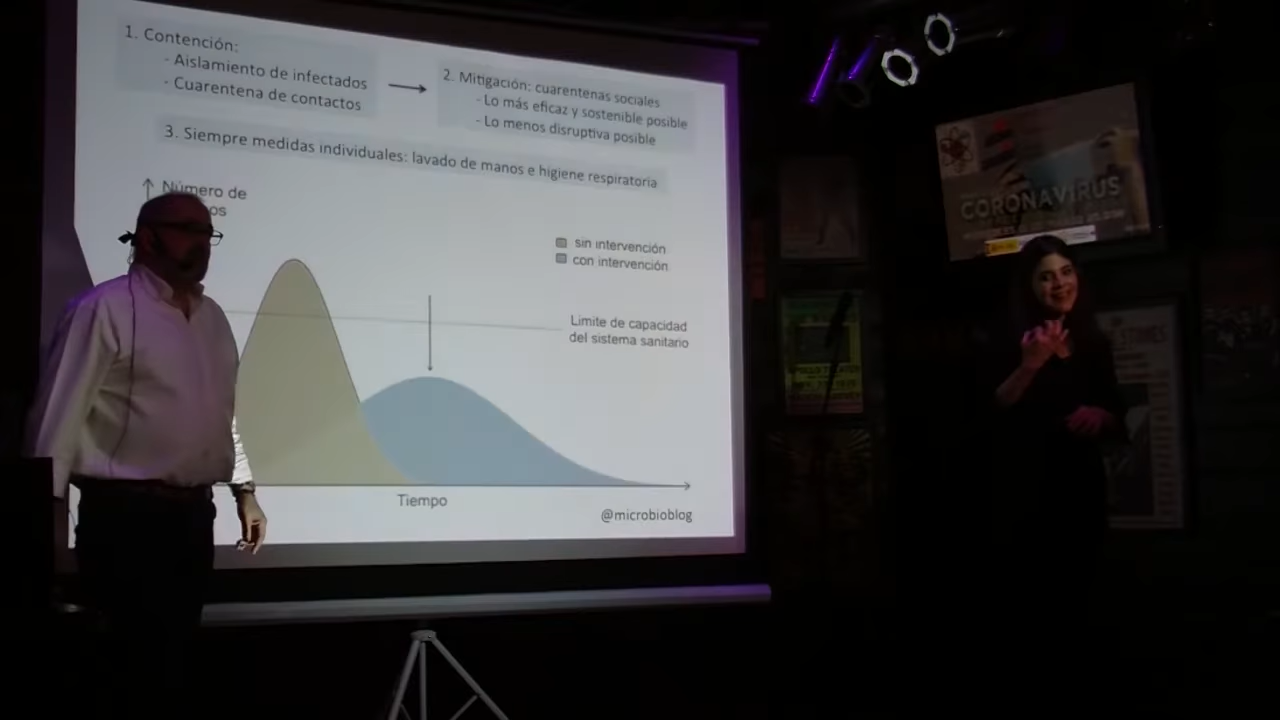 1. Contención:
- Aislamiento de infectados
- Cuarentena de contactos
2. Mitigación: cuarentenas sociales
- Lo más eficaz y sostenible posible
- Lo menos disruptiva posible
3. Siempre medidas individuales: lavado de manos e higiene respiratoria
Número de
sin intervención
con intervención
Limite de capacidad
del sistema sanitario
Tiempo
@microbioblog
CORONAVIRUS